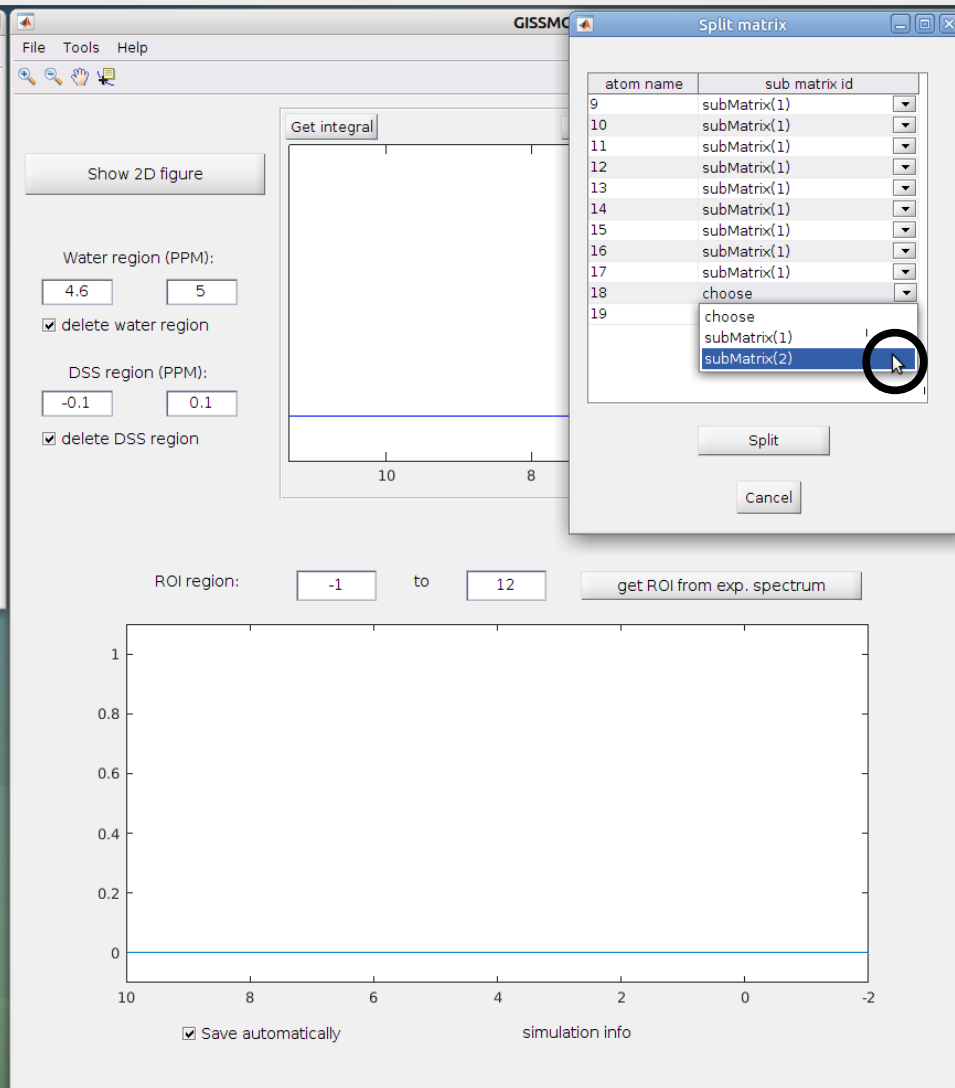 GISSMO
Split matrix
File Tools Help
atom name sub matrix id
9 subMatrix(1)
10 subMatrix(1)
11 subMatrix(1)
12 subMatrix(1)
13 subMatrix(1)
14 subMatrix(1)
15 subMatrix(1)
16 subMatrix(1)
17 subMatrix(1)
18 choose
19
choose
subMatrix(1)
subMatrix(2)
Split
Cancel
Get integral
Show 2D figure
Water region (PPM):
4.6 5
delete water region
DSS region (PPM):
-0.1 0.1
delete DSS region
10 8
ROI region: -1 to 12 get ROI from exp. spectrum
1
0.8
0.6
0.4
0.2
0
10 8 6 4 2 0 -2
Save automatically simulation info